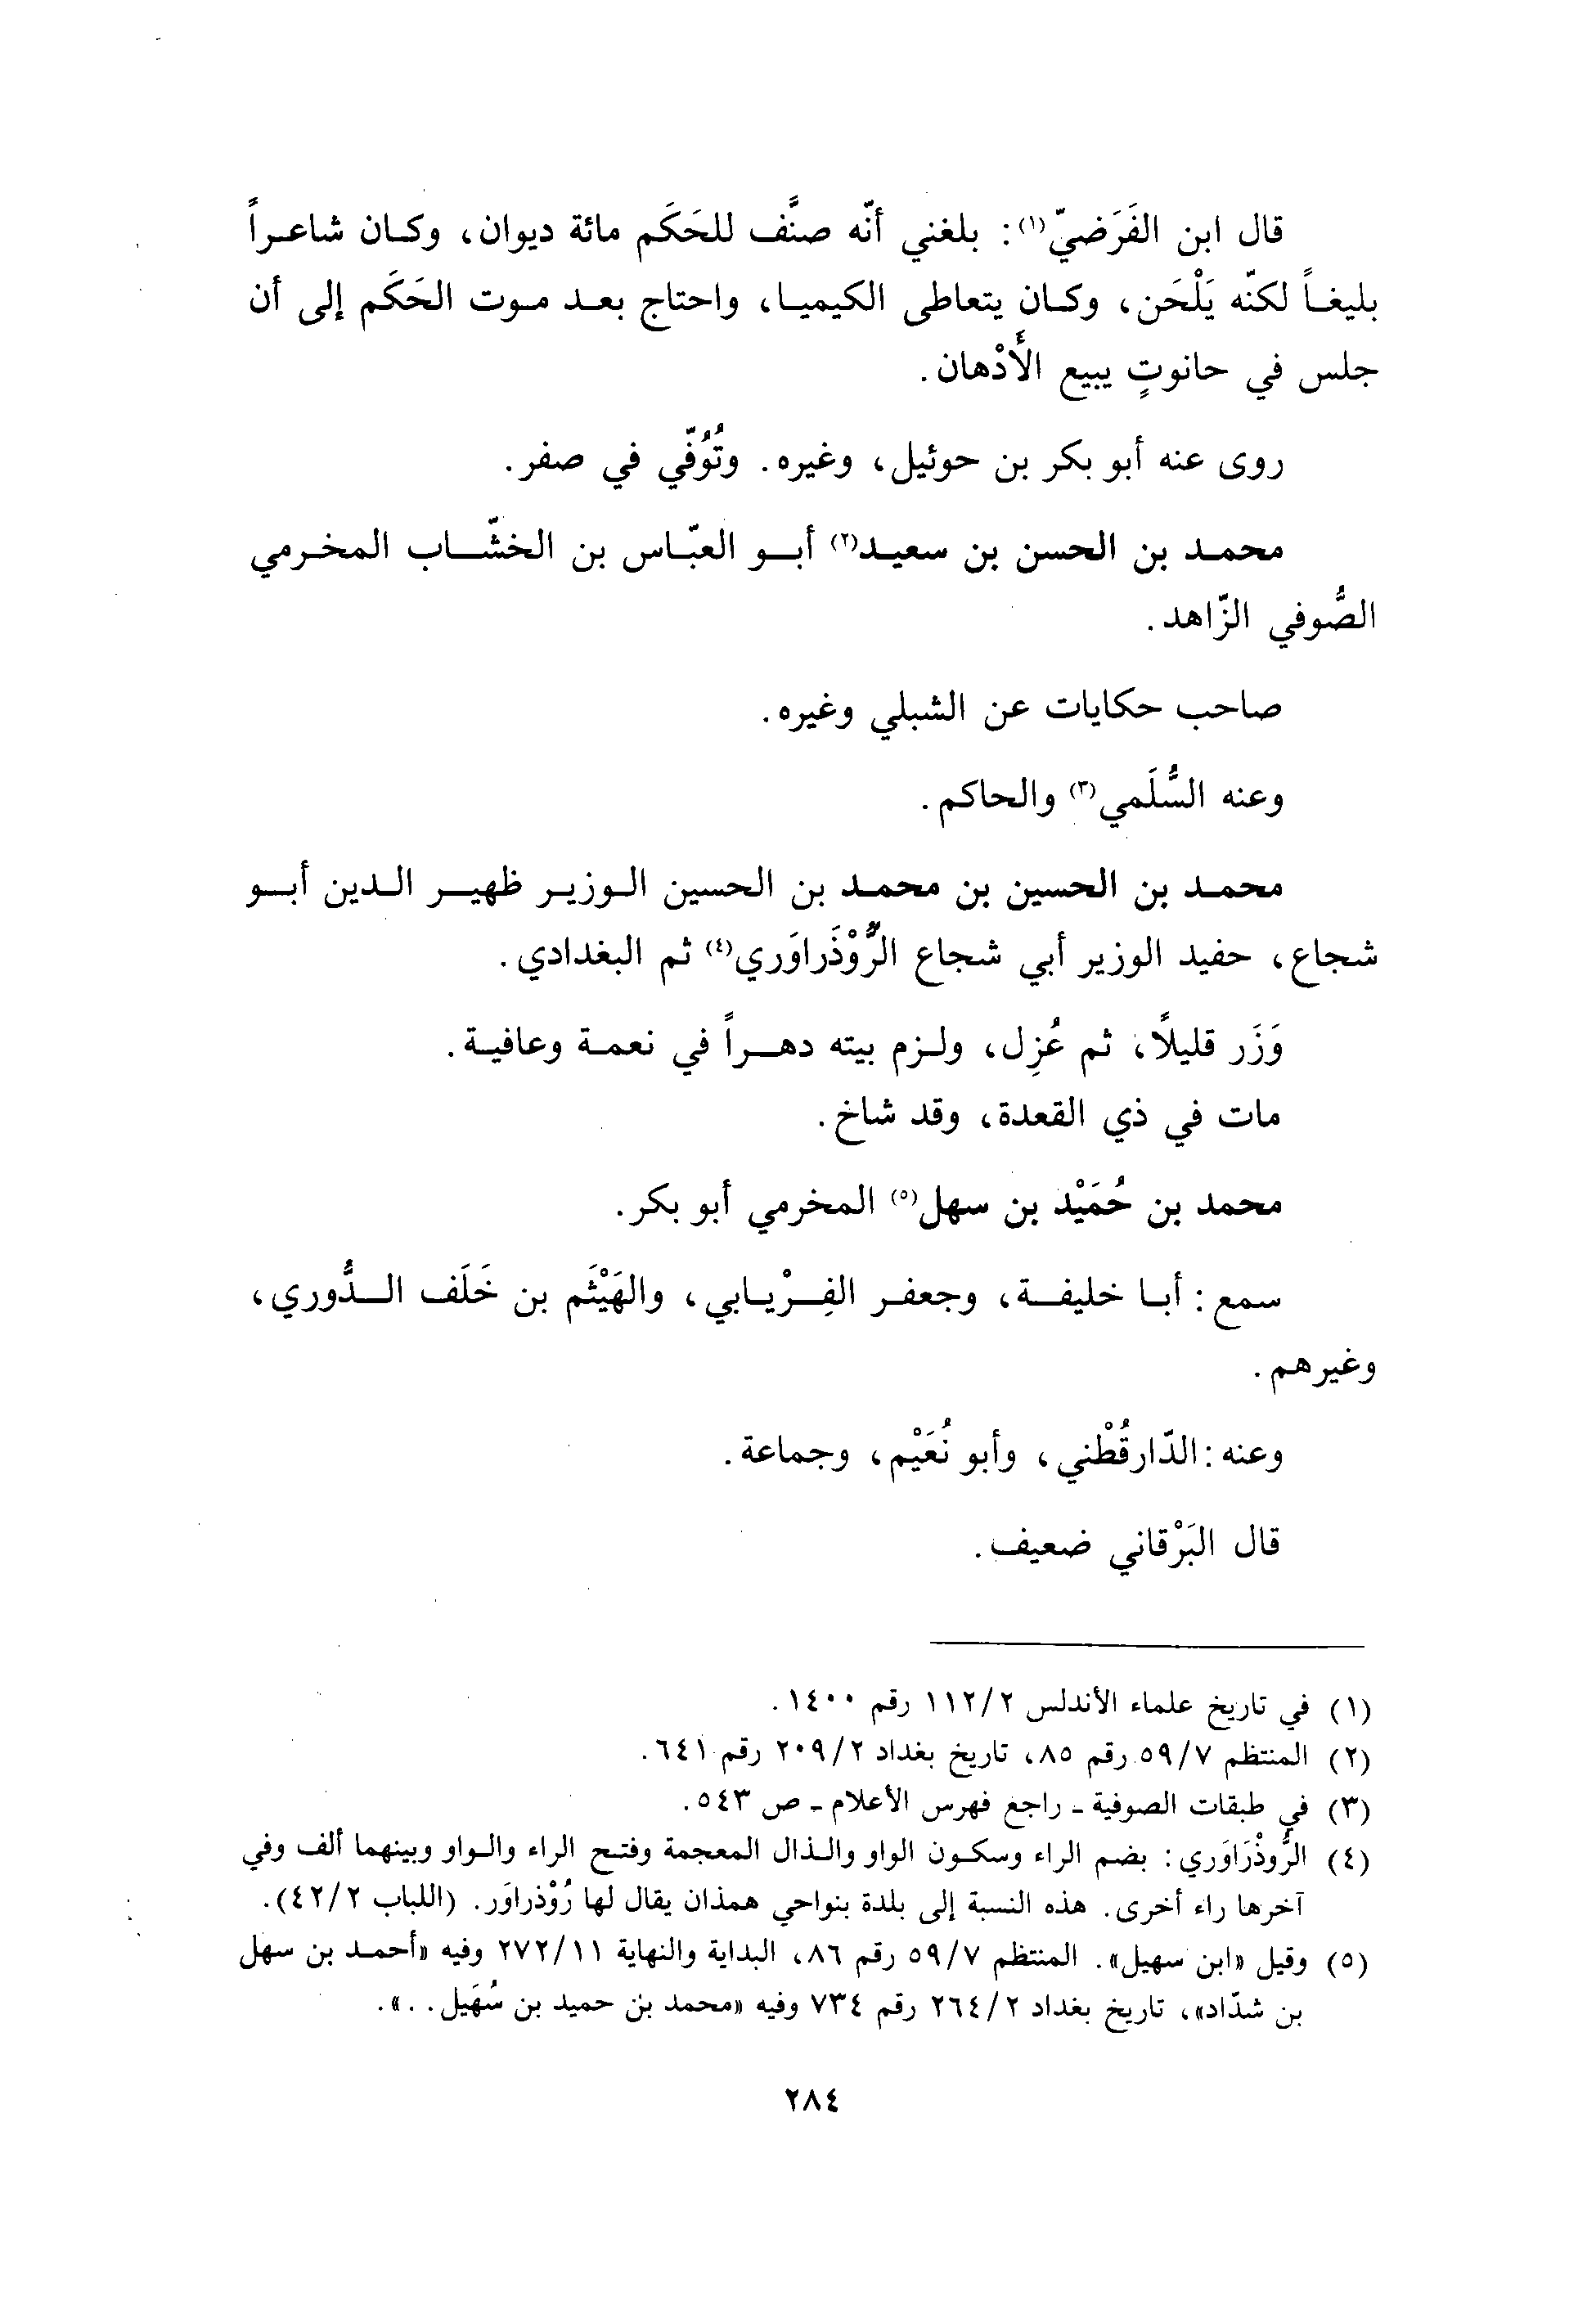 قال ابن الفَرَضيّ(١): بلغني أنّه صنَّف للحَكَم مائة ديوان، وكان شاعراً
بليغاً لكنّه يَلْحَن، وكان يتعاطى الكيميا، واحتاج بعد موت الحَكَم إلى أن
جلس في حانوتٍ يبيع الأَدْهان.
روى عنه أبو بكر بن حوئيل، وغيره. وتُوُفّي في صفر.
محمد بن الحسن بن سعيد(٢) أبو العبّاس بن الخشّاب المخرمي
الصُّوفي الزّاهد.
صاحب حكايات عن الشبلي وغيره.
وعنه السُّلَمي(٣) والحاكم.
محمد بن الحسين بن محمد بن الحسين الوزير ظهير الدين أبو
شجاع، حفيد الوزير أبي شجاع الرُّوْذَراوَري(٤) ثم البغدادي.
وَزَر قليلاً، ثم عُزِل، ولزم بيته دهراً في نعمة وعافية.
مات في ذي القعدة، وقد شاخ.
محمد بن حُمَيْد بن سهل(٥) المخرمي أبو بكر.
سمع: أبا خليفة، وجعفر الفِرْيابي، والهَيْثَم بن خَلَف الدُّوري،
وغيرهم.
وعنه: الدّارقُطْني، وأبو نُعَيْم، وجماعة.
قال البَرْقاني ضعيف.
(١) في تاريخ علماء الأندلس ١١٢/٢ رقم ١٤٠٠.
(٢) المنتظم ٥٩/٧ رقم ٨٥، تاريخ بغداد ٢٠٩/٢ رقم ٦٤١.
(٣) في طبقات الصوفية - راجع فهرس الأعلام - ص ٥٤٣.
(٤) الرُّوذْرَاوَري: بضم الراء وسكون الواو والذال المعجمة وفتح الراء والواو وبينهما ألف وفي
آخرها راء أخرى. هذه النسبة إلى بلدة بنواحي همذان يقال لها رُوْذراوَر. (اللباب ٤٢/٢).
(٥) وقيل «ابن سهيل». المنتظم ٥٩/٧ رقم ٨٦، البداية والنهاية ٢٧٢/١١ وفيه «أحمد بن سهل
بن شدّاد»، تاريخ بغداد ٢٦٤/٢ رقم ٧٣٤ وفيه «محمد بن حميد بن سُهَيل..».
٢٨٤